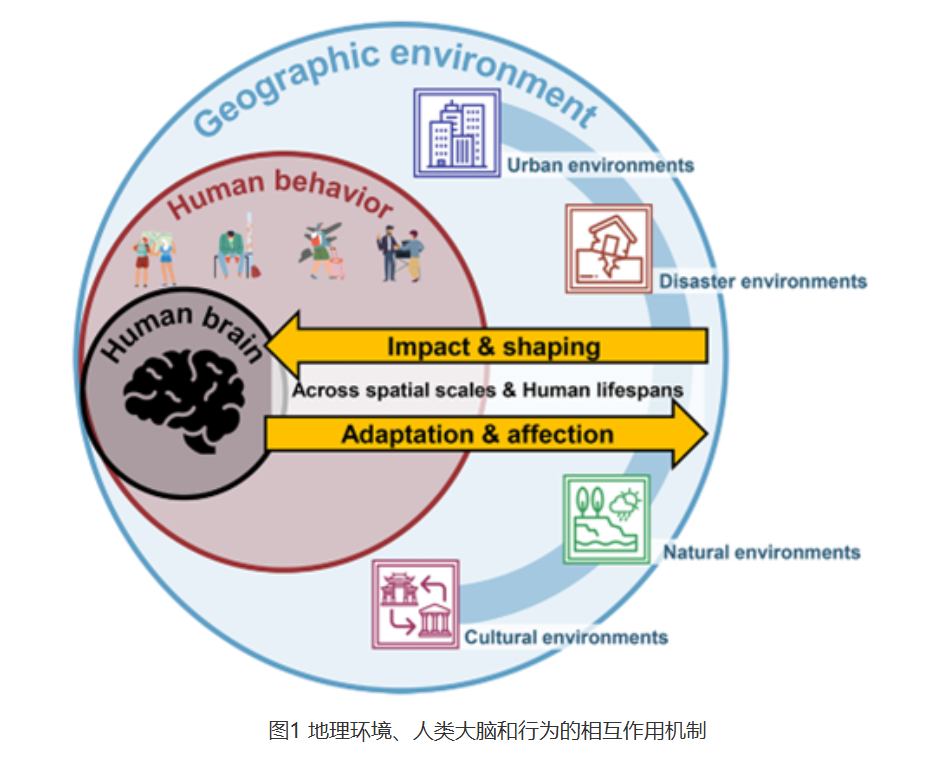 Geographic environment
Urban environments
Human behavior
Disaster environments
Human brain
Impact & shaping
Across spatial scales & Human lifespans
Adaptation & affection
Natural environments
Cultural environments
图1 地理环境、人类大脑和行为的相互作用机制